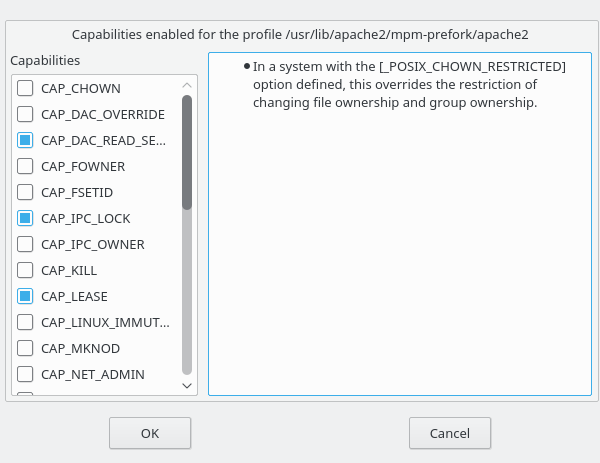 Capabilities enabled for the profile /usr/lib/apache2/mpm-prefork/apache2
Capabilities
CAP_CHOWN
CAP_DAC_OVERRIDE
CAP_DAC_READ_SE...
CAP_FOWNER
CAP_FSETID
CAP_IPC_LOCK
CAP_IPC_OWNER
CAP_KILL
CAP_LEASE
CAP_LINUX_IMMUT...
CAP_MKNOD
CAP_NET_ADMIN
• In a system with the [_POSIX_CHOWN_RESTRICTED]
option defined, this overrides the restriction of
changing file ownership and group ownership.
OK
Cancel